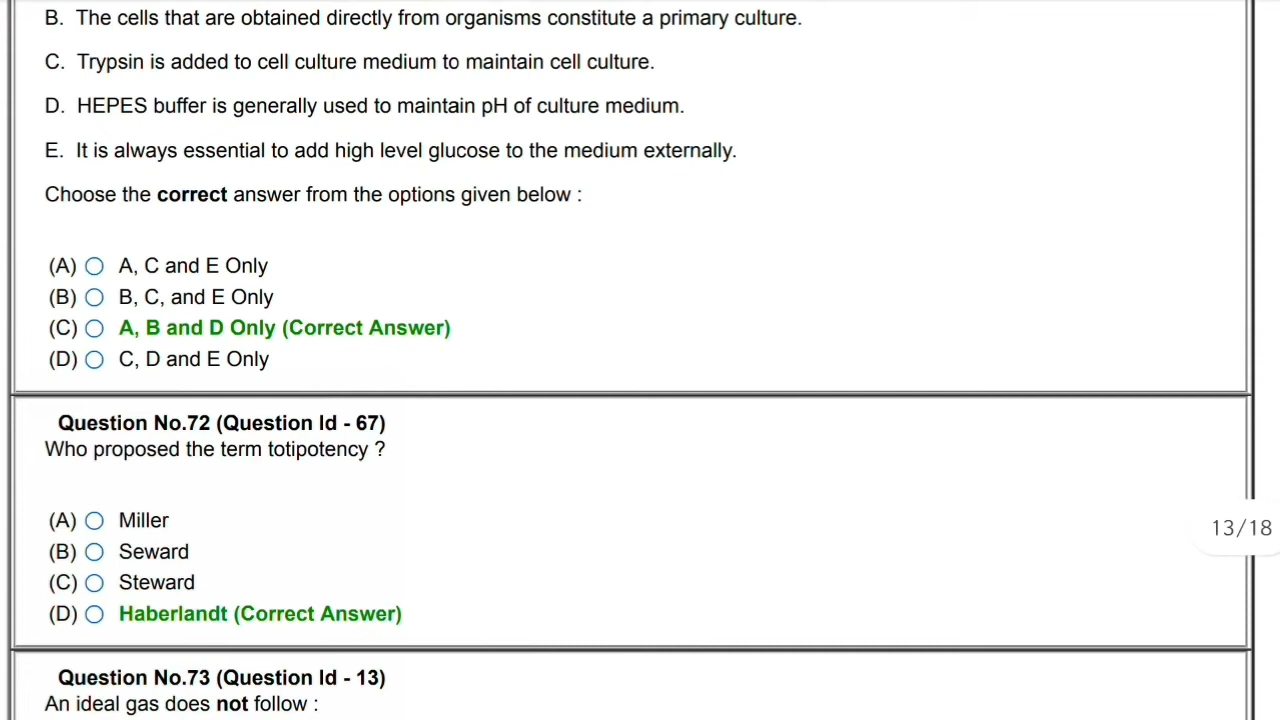 B. The cells that are obtained directly from organisms constitute a primary culture.
C. Trypsin is added to cell culture medium to maintain cell culture.
D. HEPES buffer is generally used to maintain pH of culture medium.
E. It is always essential to add high level glucose to the medium externally.
Choose the correct answer from the options given below :
(A) A, C and E Only
(B) B, C, and E Only
(C) A, B and D Only (Correct Answer)
(D) C, D and E Only
Question No.72 (Question Id - 67)
Who proposed the term totipotency ?
(A) Miller
(B) Seward
(C) Steward
(D) Haberlandt (Correct Answer)
13/18
Question No.73 (Question Id - 13)
An ideal gas does not follow :